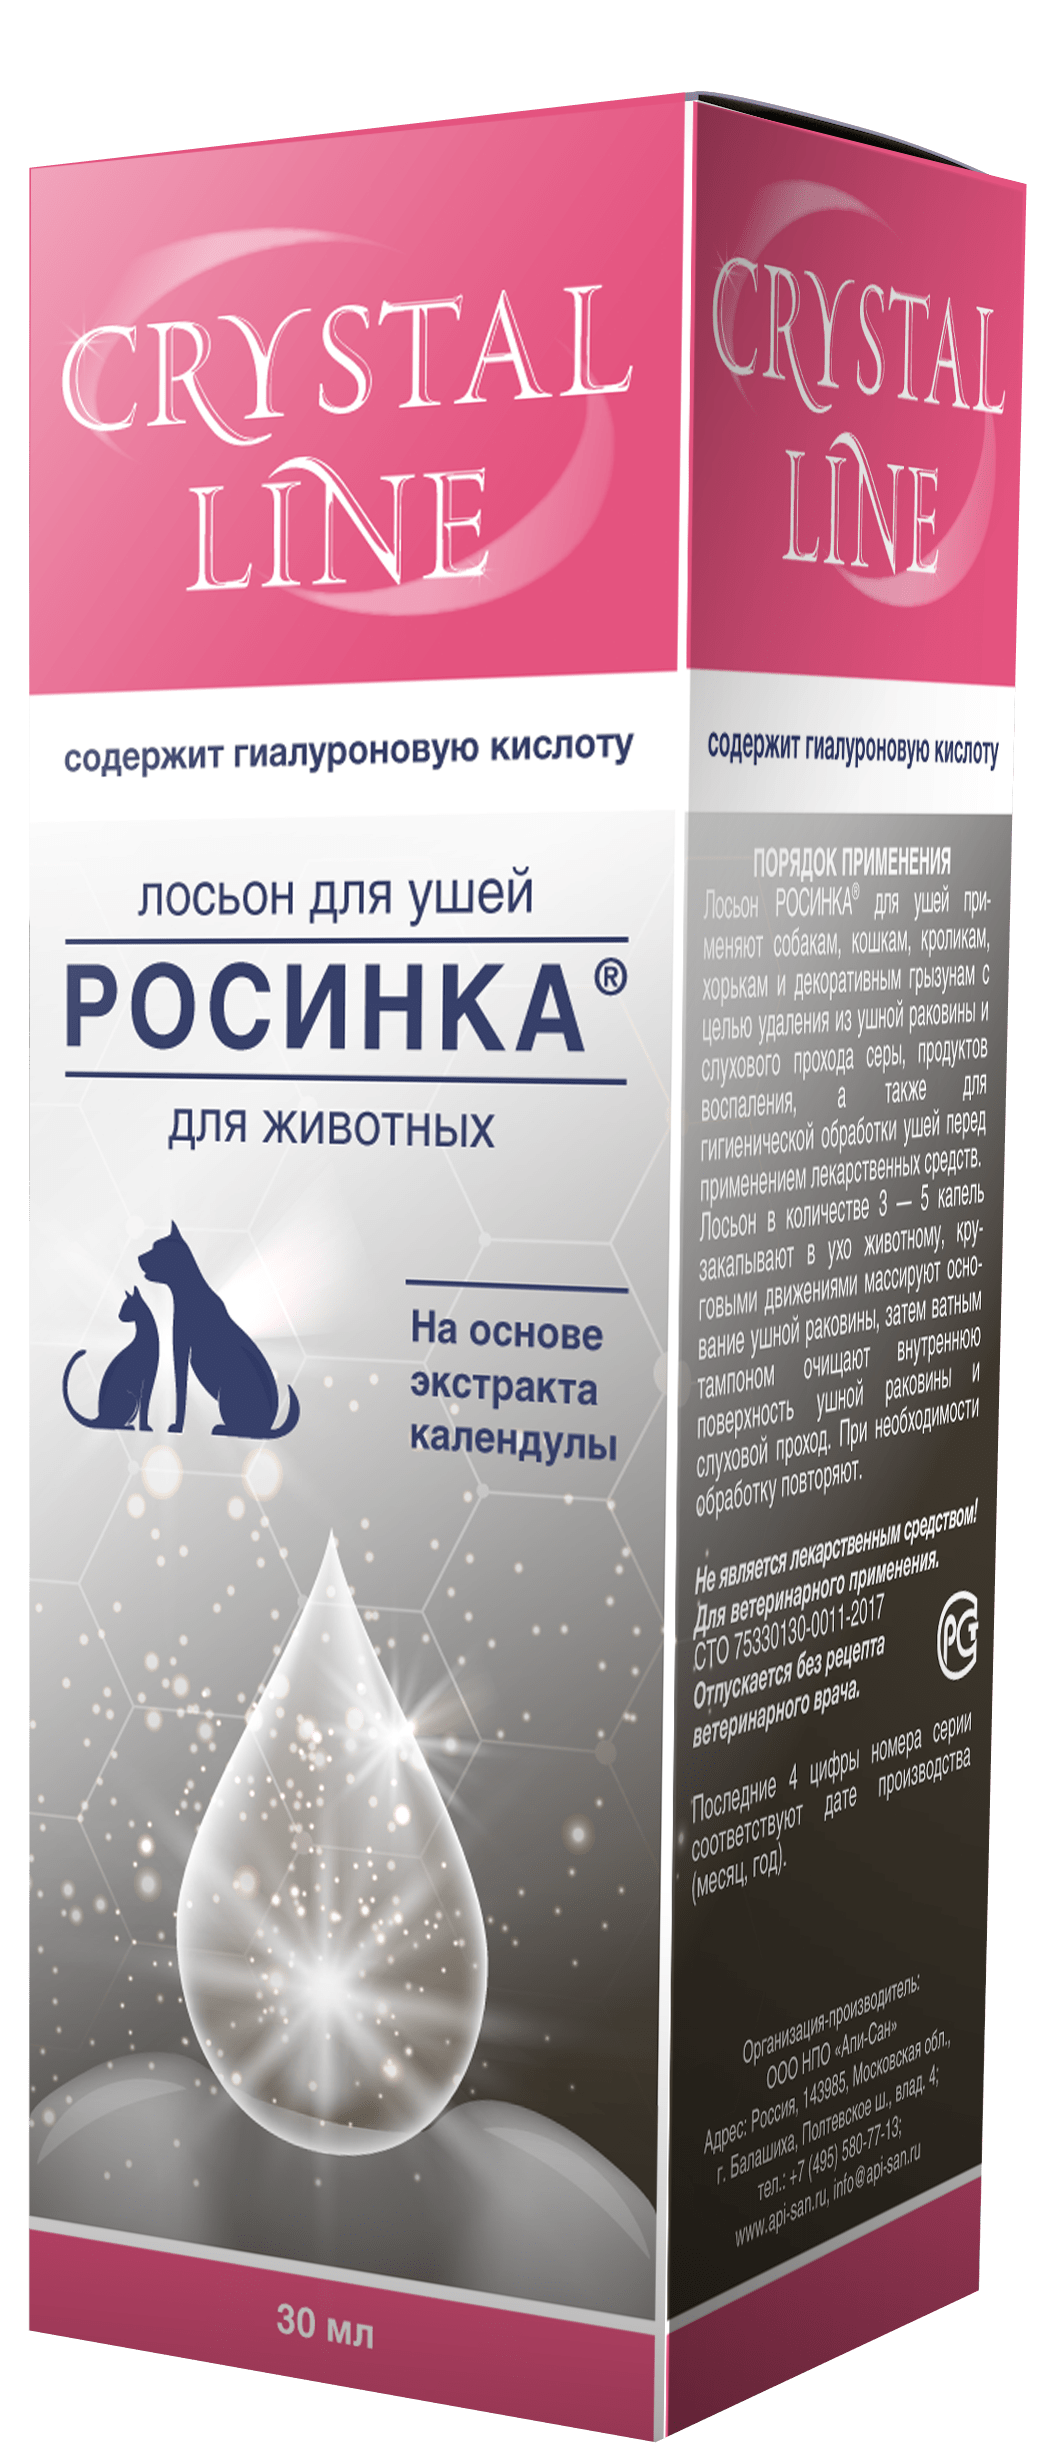 CRYSTAL
LINE
содержит гиалуроновую кислоту
лосьон для ушей
РОСИНКА®
для животных
На основе
экстракта
календулы
30 мл
CRYSTAL
LINE
содержит гиалуроновую кислоту
ПОРЯДОК ПРИМЕНЕНИЯ
Лосьон РОСИНКА® для ушей при-
меняют собакам, кошкам, кроликам,
хорькам и декоративным грызунам с
целью удаления из ушной раковины и
слухового прохода серы, продуктов
воспаления, а также для
гигиенической обработки ушей перед
применением лекарственных средств.
Лосьон в количестве 3 — 5 капель
закапывают в ухо животному, кру-
говыми движениями массируют осно-
вание ушной раковины, затем ватным
тампоном очищают внутреннюю
поверхность ушной раковины и
слуховой проход. При необходимости
обработку повторяют.
Не является лекарственным средством!
Для ветеринарного применения.
СТО 75330130-0011-2017
Отпускается без рецепта
ветеринарного врача.
РСТ
Последние 4 цифры номера серии
соответствуют дате производства
(месяц, год).
Организация-производитель:
ООО НПО «Апи-Сан»
Адрес: Россия, 143985, Московская обл.,
г. Балашиха, Полтевское ш., влад. 4;
тел.: +7 (495) 580-77-13;
www.api-san.ru, info@api-san.ru